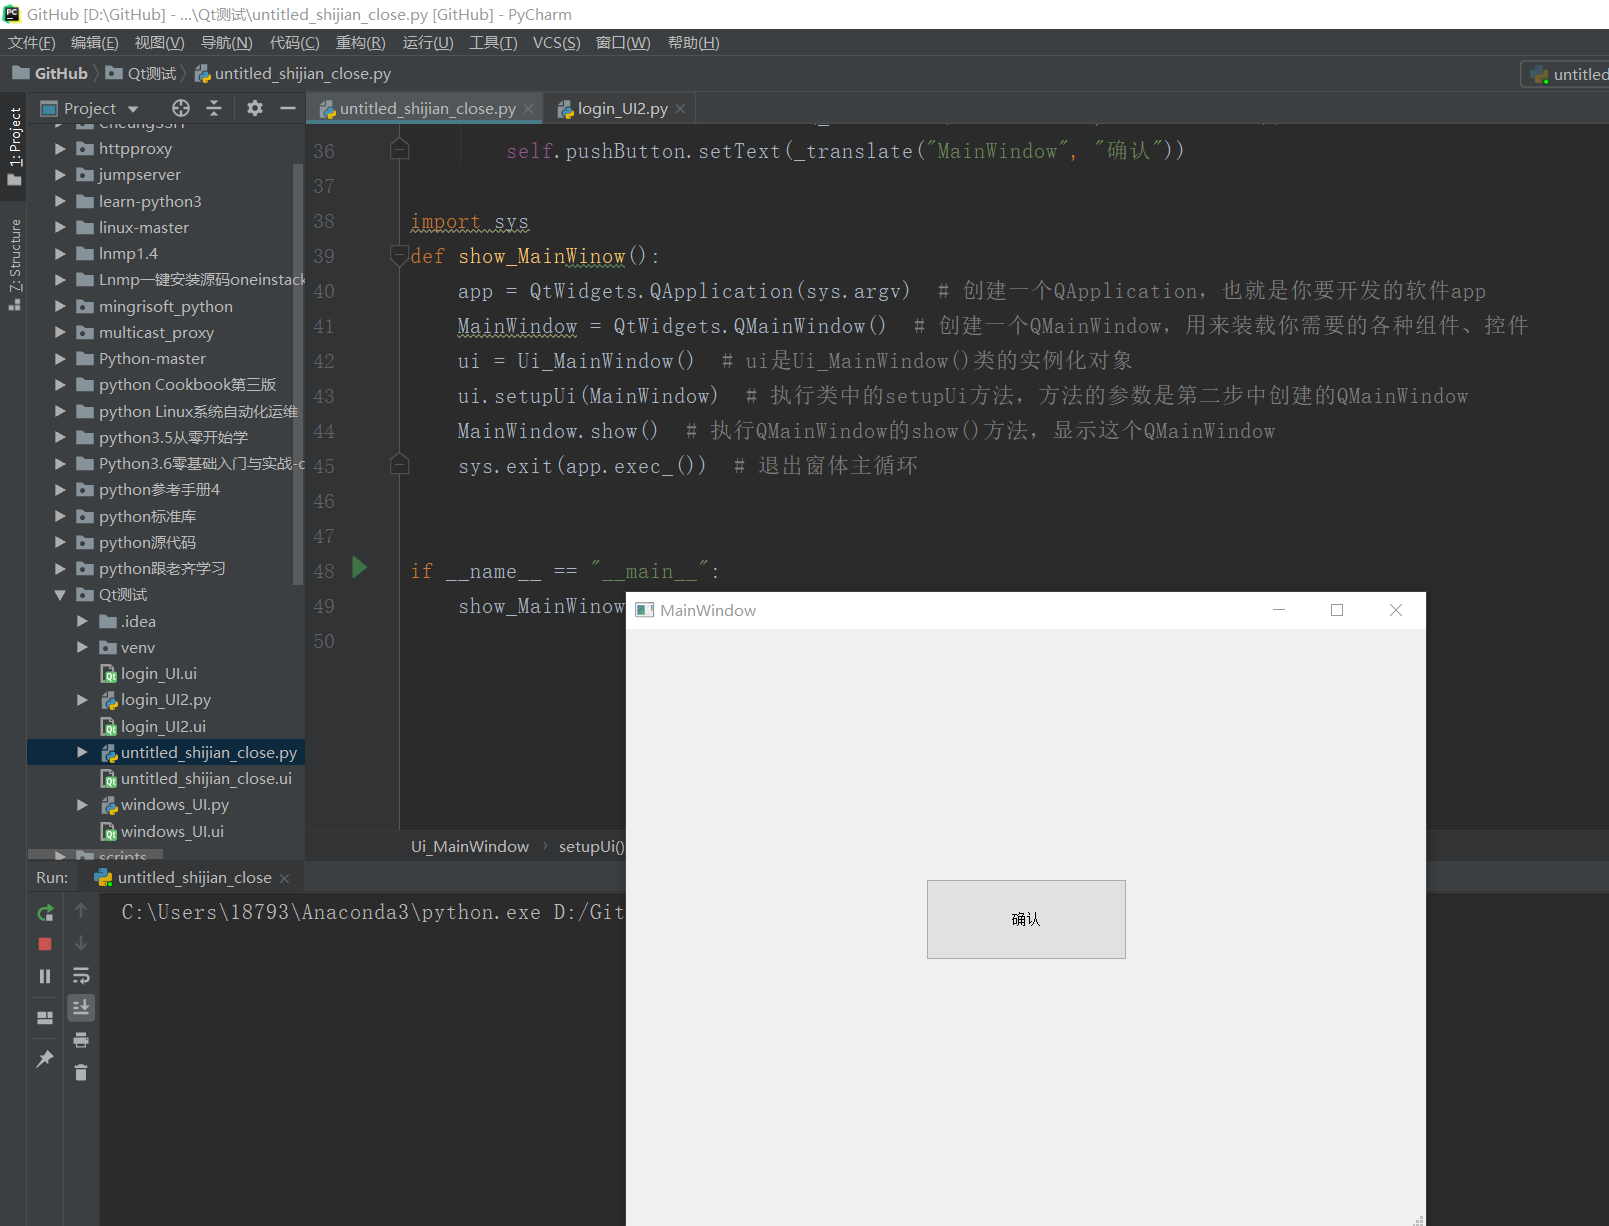 GitHub [D:\GitHub] - ...\Qt测试\untitled_shijian_close.py [GitHub] - PyCharm
文件(F) 编辑(E) 视图(V) 导航(N) 代码(C) 重构(R) 运行(U) 工具(T) VCS(S) 窗口(W) 帮助(H)
GitHub Qt测试 untitled_shijian_close.py
untitled
1: Project
Z: Structure
Project
httpproxy
jumpserver
learn-python3
linux-master
lnmp1.4
Lnmp一键安装源码oneinstack
mingrisoft_python
multicast_proxy
Python-master
python Cookbook第三版
python Linux系统自动化运维
python3.5从零开始学
Python3.6零基础入门与实战-c
python参考手册4
python标准库
python源代码
python跟老齐学习
Qt测试
.idea
venv
login_UI.ui
login_UI2.py
login_UI2.ui
untitled_shijian_close.py
untitled_shijian_close.ui
windows_UI.py
windows_UI.ui
scripts
untitled_shijian_close.py login_UI2.py
36 self.pushButton.setText(_translate("MainWindow", "确认"))
37
38 import sys
39 def show_MainWinow():
40 app = QtWidgets.QApplication(sys.argv) # 创建一个QApplication，也就是你要开发的软件app
41 MainWindow = QtWidgets.QMainWindow() # 创建一个QMainWindow，用来装载你需要的各种组件、控件
42 ui = Ui_MainWindow() # ui是Ui_MainWindow()类的实例化对象
43 ui.setupUi(MainWindow) # 执行类中的setupUi方法，方法的参数是第二步中创建的QMainWindow
44 MainWindow.show() # 执行QMainWindow的show()方法，显示这个QMainWindow
45 sys.exit(app.exec_()) # 退出窗体主循环
46
47
48 if __name__ == "__main__":
49 show_MainWinow
50
Ui_MainWindow › setupUi()
MainWindow
确认
Run: untitled_shijian_close
C:\Users\18793\Anaconda3\python.exe D:/Git